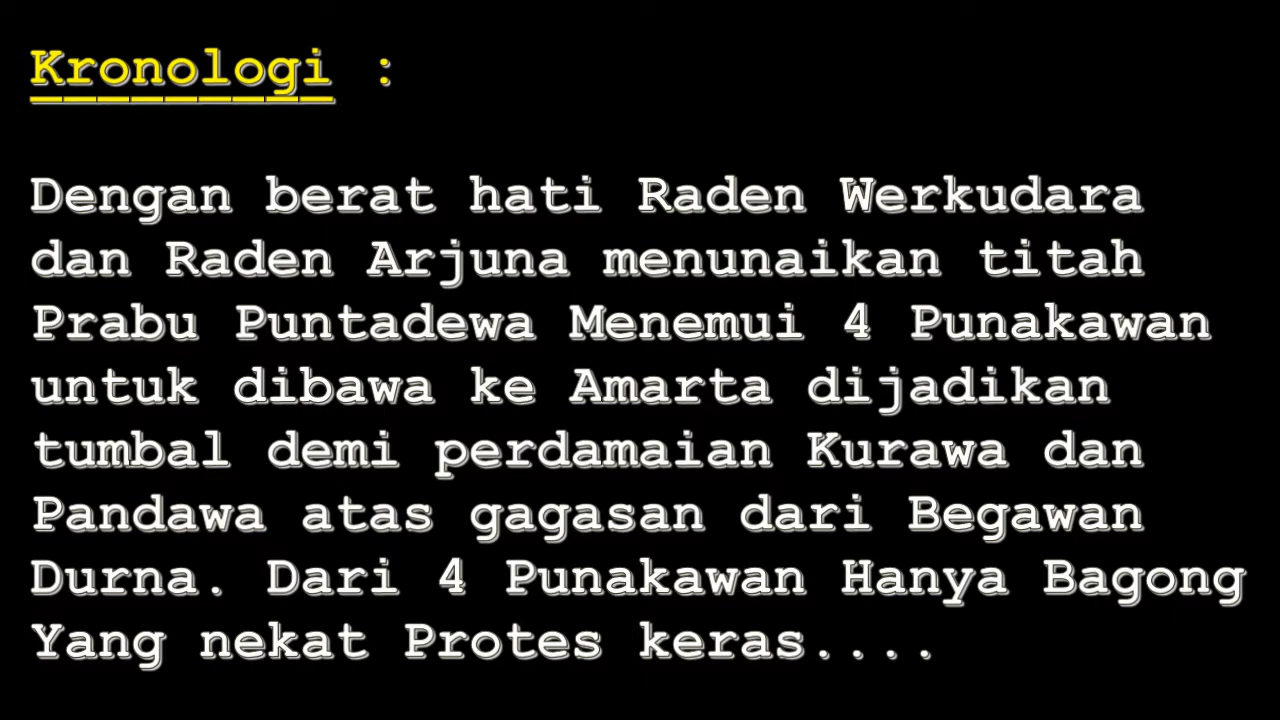 Kronologi :
Dengan berat hati Raden Werkudara
dan Raden Arjuna menunaikan titah
Prabu Puntadewa Menemui 4 Punakawan
untuk dibawa ke Amarta dijadikan
tumbal demi perdamaian Kurawa dan
Pandawa atas gagasan dari Begawan
Durna. Dari 4 Punakawan Hanya Bagong
Yang nekat Protes keras....